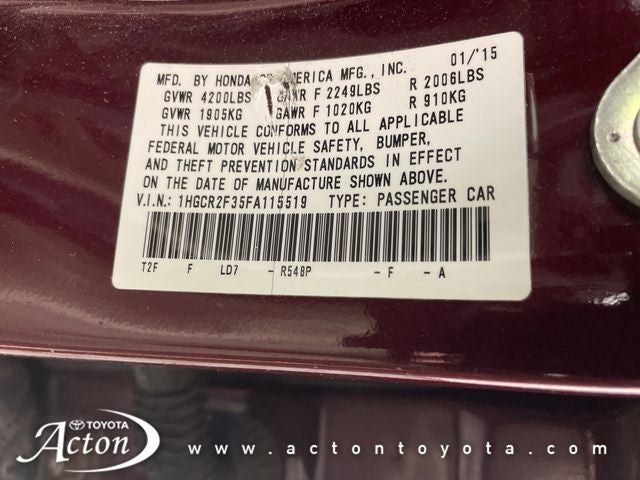 MFD. BY HONDA OF AMERICA MFG., INC. 01/'15
GVWR 4200LBS GAWR F 2249LBS R 2006LBS
GVWR 1905KG GAWR F 1020KG R 910KG
THIS VEHICLE CONFORMS TO ALL APPLICABLE
FEDERAL MOTOR VEHICLE SAFETY, BUMPER,
AND THEFT PREVENTION STANDARDS IN EFFECT
ON THE DATE OF MANUFACTURE SHOWN ABOVE.
V.I.N.: 1HGCR2F35FA115519 TYPE: PASSENGER CAR
T2F F LD7 - R548P - F - A
TOYOTA
Acton
www.actontoyota.com